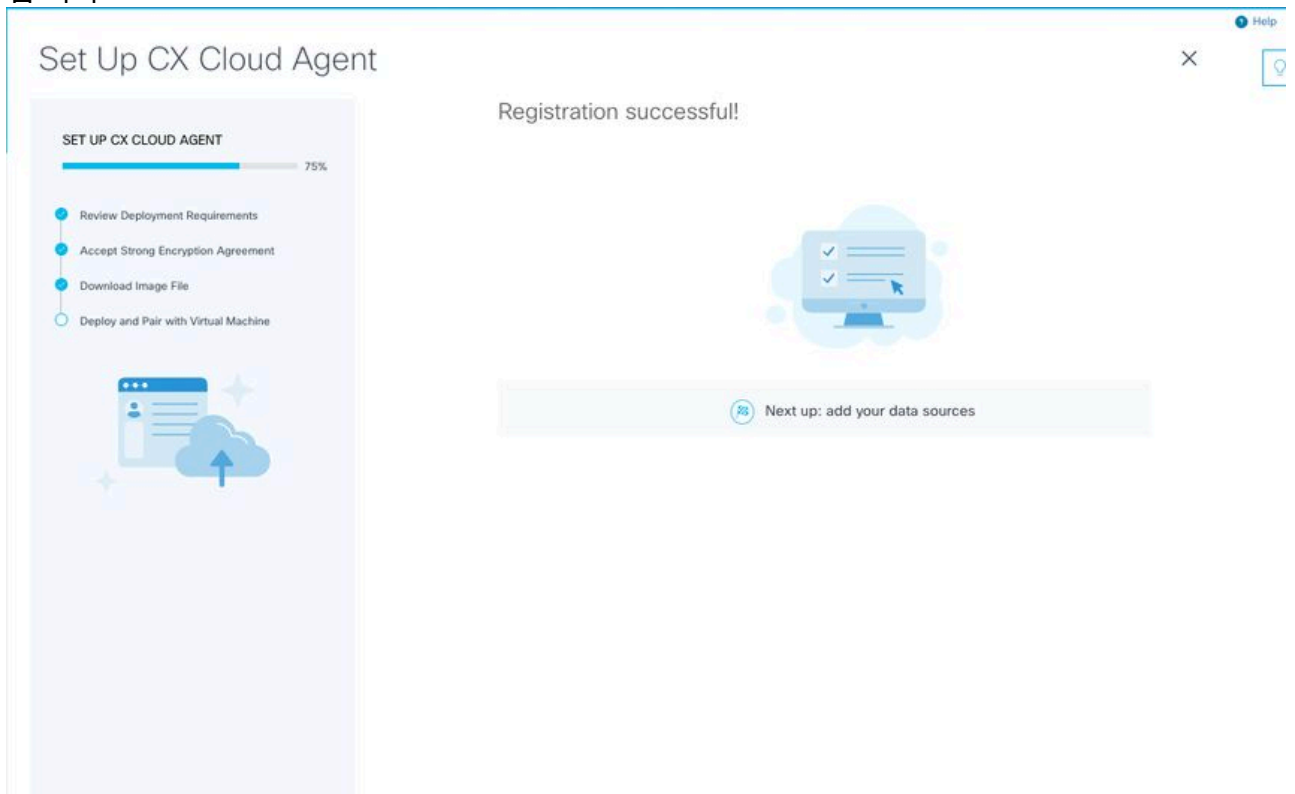 Help
Set Up CX Cloud Agent
Registration successful!
SET UP CX CLOUD AGENT
75%
Review Deployment Requirements
Accept Strong Encryption Agreement
Download Image File
Deploy and Pair with Virtual Machine
Next up: add your data sources